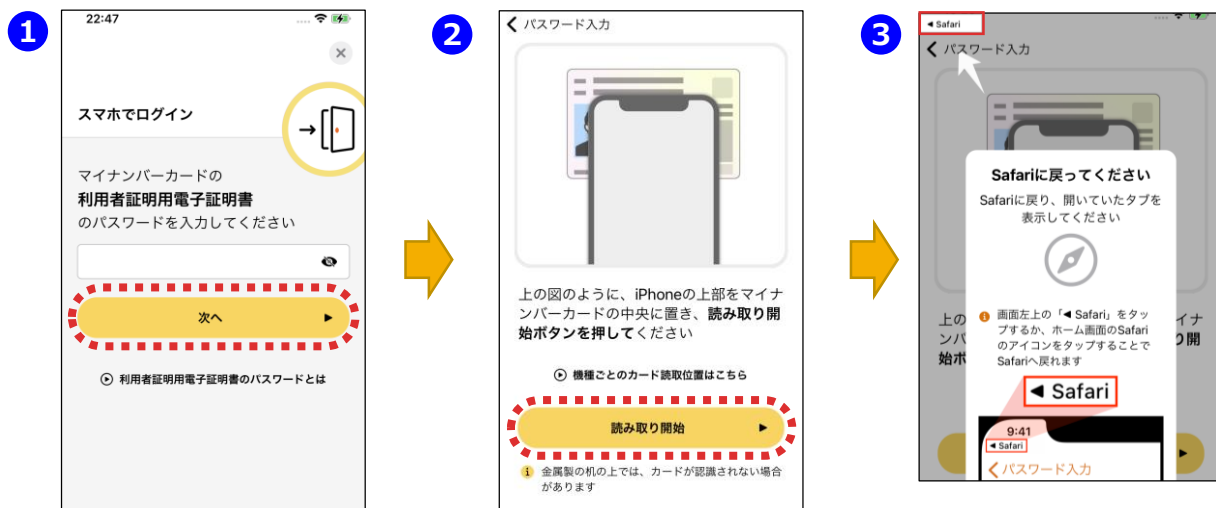 1
22:47
スマホでログイン
マイナンバーカードの
利用者証明用電子証明書
のパスワードを入力してください
次へ
利用者証明用電子証明書のパスワードとは
2
パスワード入力
上の図のように、iPhoneの上部をマイナ
ンバーカードの中央に置き、読み取り開
始ボタンを押してください
機種ごとのカード読取位置はこちら
読み取り開始
金属製の机の上では、カードが認識されない場合
があります
3
◀ Safari
パスワード入力
Safariに戻ってください
Safariに戻り、開いていたタブを
表示してください
画面左上の「◀ Safari」をタッ
プするか、ホーム画面のSafari
のアイコンをタップすることで
Safariへ戻れます
上の
イナ
ンバ
り開
始ボ
◀ Safari
9:41
◀ Safari
パスワード入力